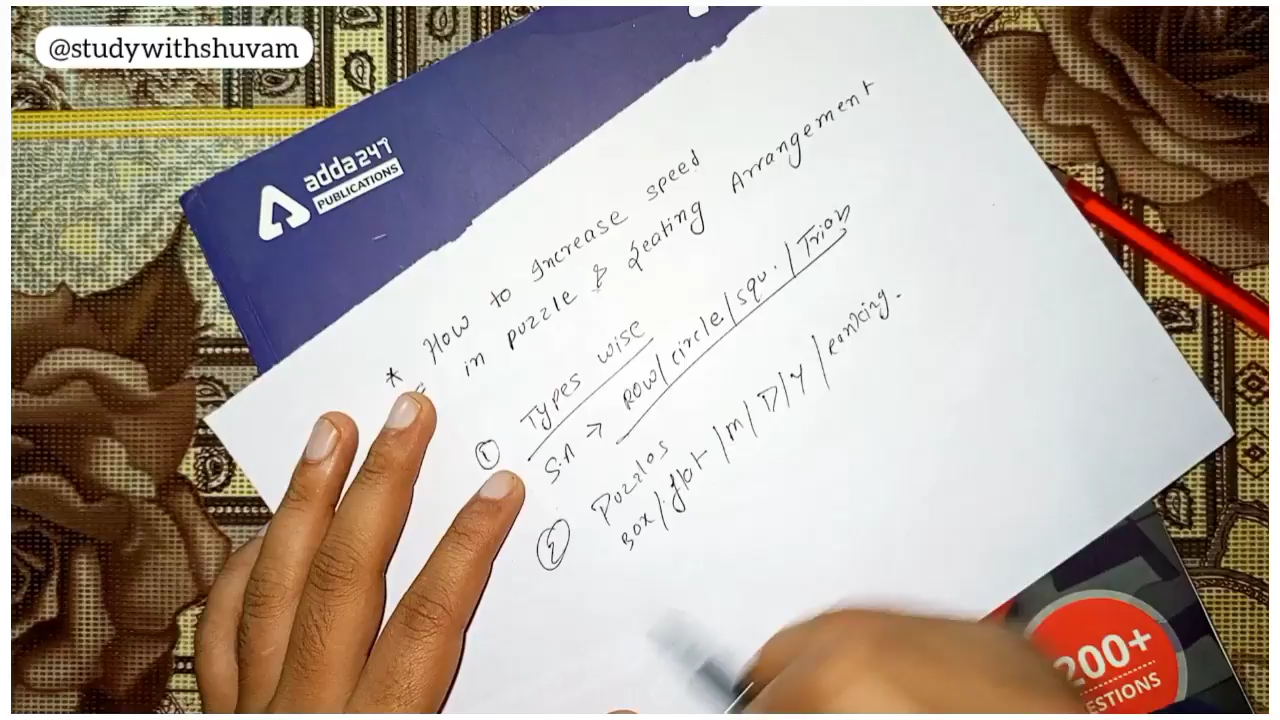 @studywithshuvam
adda247
PUBLICATIONS
* How to Increase speed
in puzzle & Seating Arrangement
① Types wise
S.A → Row/circle/squ./Trian
② Puzzles
Box/flat/M/D/Y/ranking.
200+
ESTIONS